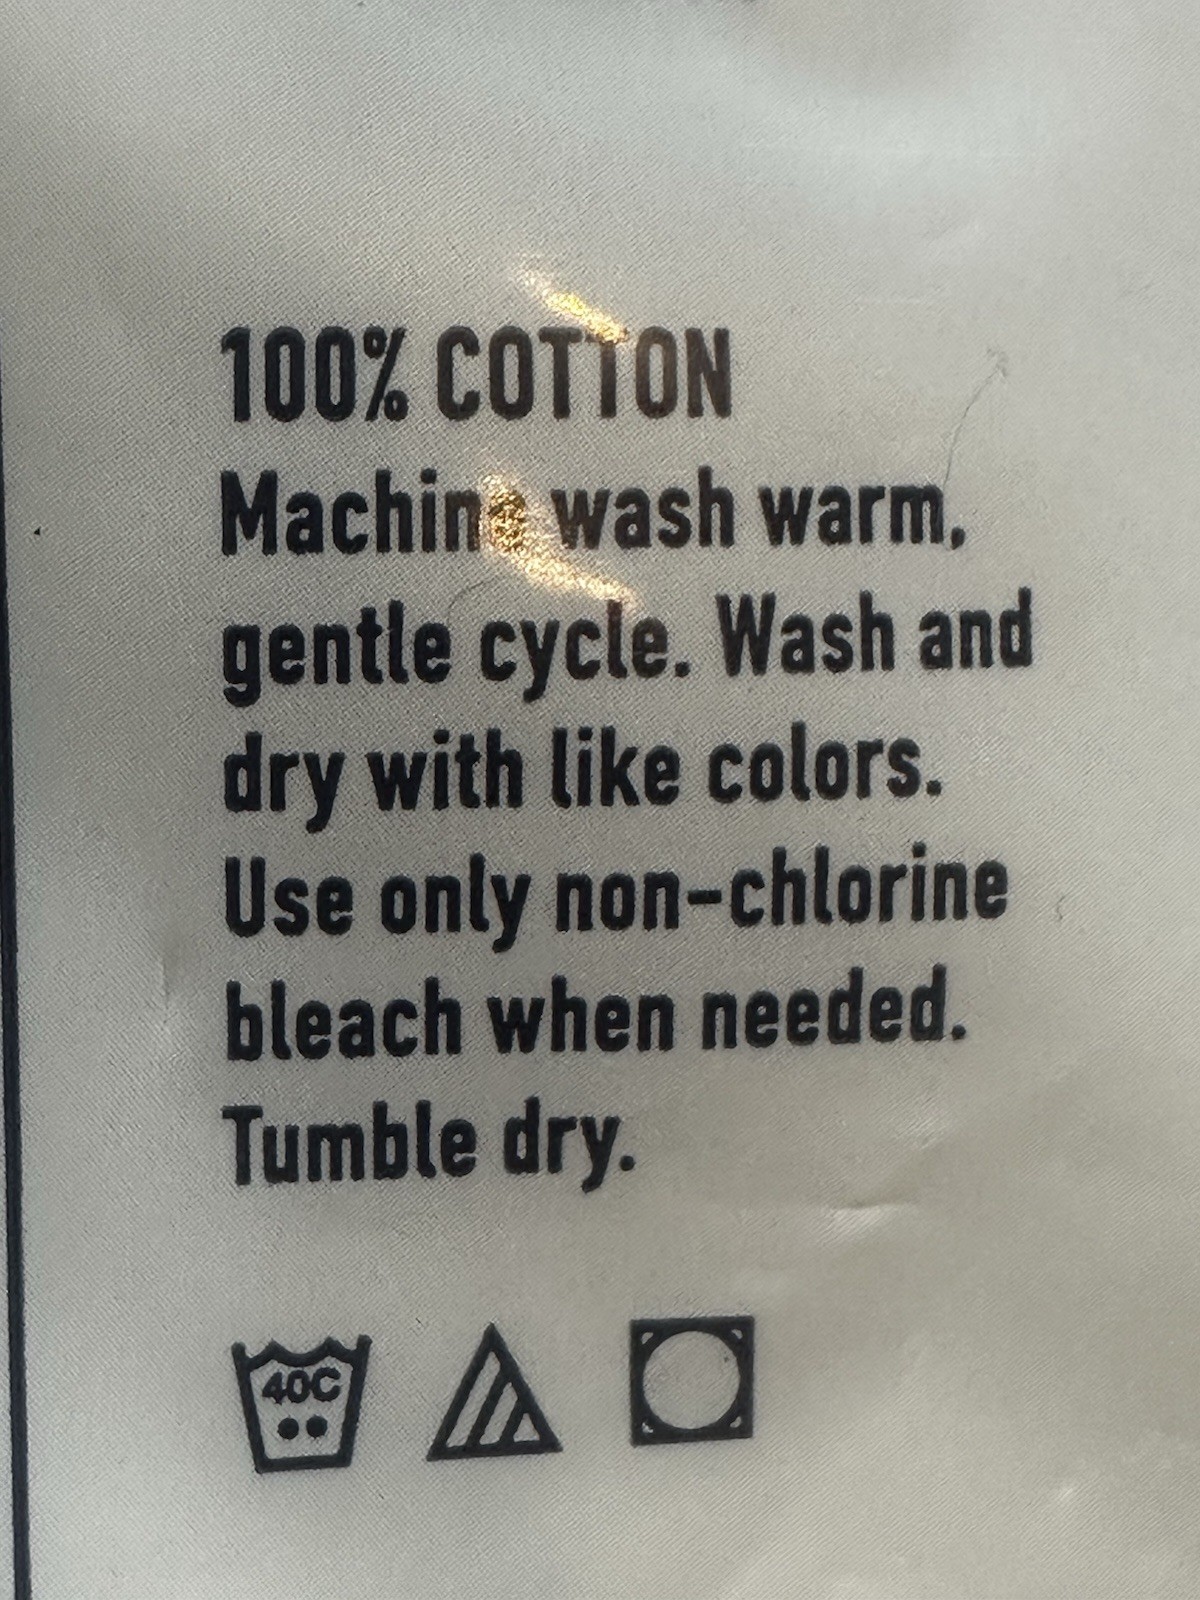 100% COTTON
Machine wash warm,
gentle cycle. Wash and
dry with like colors.
Use only non-chlorine
bleach when needed.
Tumble dry.
40C